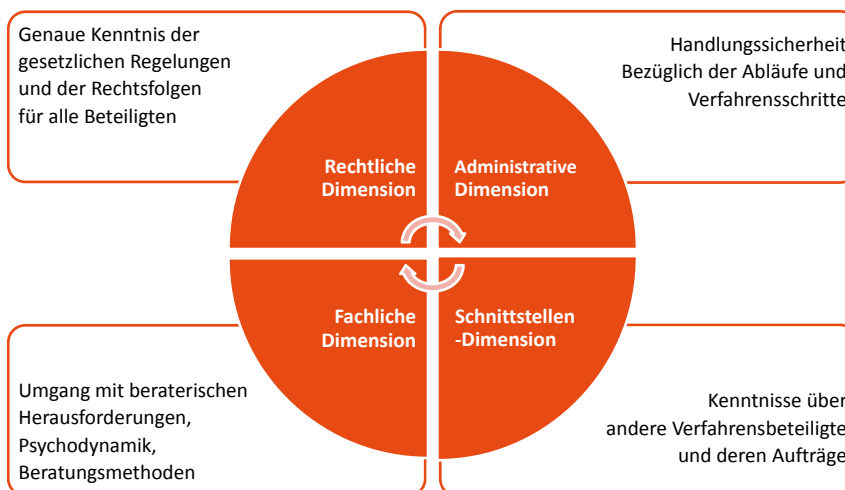 Genaue Kenntnis der
gesetzlichen Regelungen
und der Rechtsfolgen
für alle Beteiligten
Handlungssicherheit
Bezüglich der Abläufe und
Verfahrensschritte
Rechtliche
Dimension
Administrative
Dimension
Fachliche
Dimension
Schnittstellen
-Dimension
Umgang mit beraterischen
Herausforderungen,
Psychodynamik,
Beratungsmethoden
Kenntnisse über
andere Verfahrensbeteiligte
und deren Aufträge